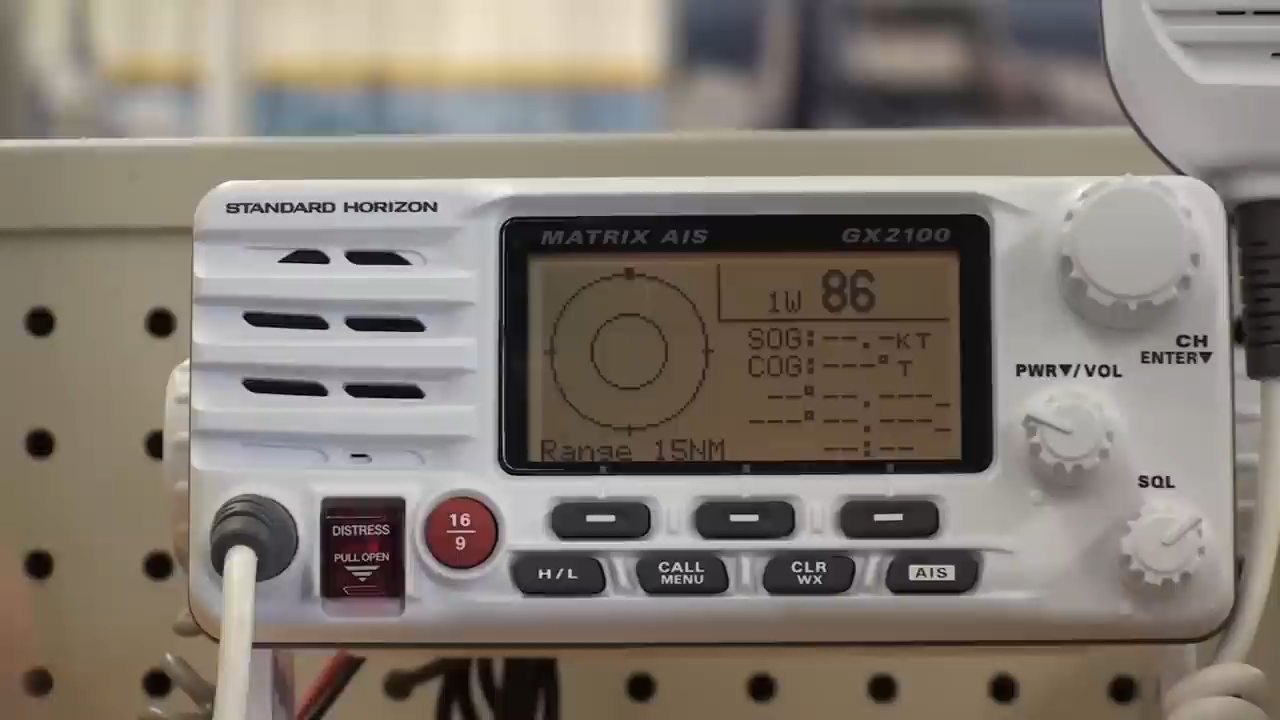 STANDARD HORIZON
MATRIX AIS GX2100
1W 86
SOG:--.-KT
COG:---° T
--°--.---_
---°--.---_
--:--
Range 15NM
CH
ENTER▼
PWR▼/VOL
SQL
DISTRESS
PULL OPEN
16
9
H/L
CALL
MENU
CLR
WX
AIS